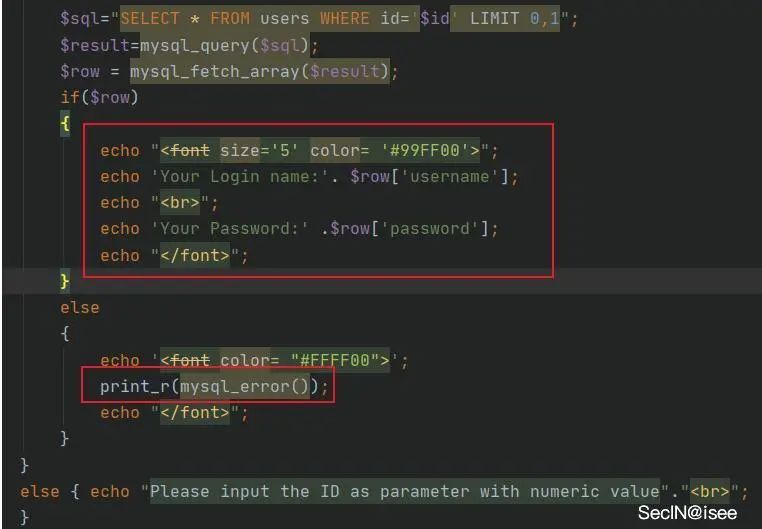 $sql="SELECT * FROM users WHERE id='$id' LIMIT 0,1";
$result=mysql_query($sql);
$row = mysql_fetch_array($result);
if($row)
{
echo "<font size='5' color= '#99FF00'>";
echo 'Your Login name:'. $row['username'];
echo "<br>";
echo 'Your Password:' .$row['password'];
echo "</font>";
}
else
{
echo '<font color= "#FFFF00">';
print_r(mysql_error());
echo "</font>";
}
}
else { echo "Please input the ID as parameter with numeric value"."<br>";
}
SecIN@isee